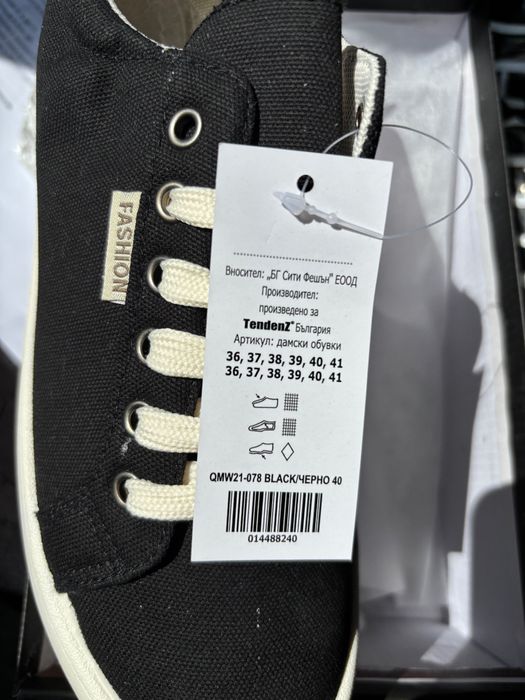 FASHION
Вносител: „БГ Сити Фешън" ЕООД
Производител:
произведено за
TendenZ® България
Артикул: дамски обувки
36, 37, 38, 39, 40, 41
36, 37, 38, 39, 40, 41
QMW21-078 BLACK/ЧЕРНО 40
014488240